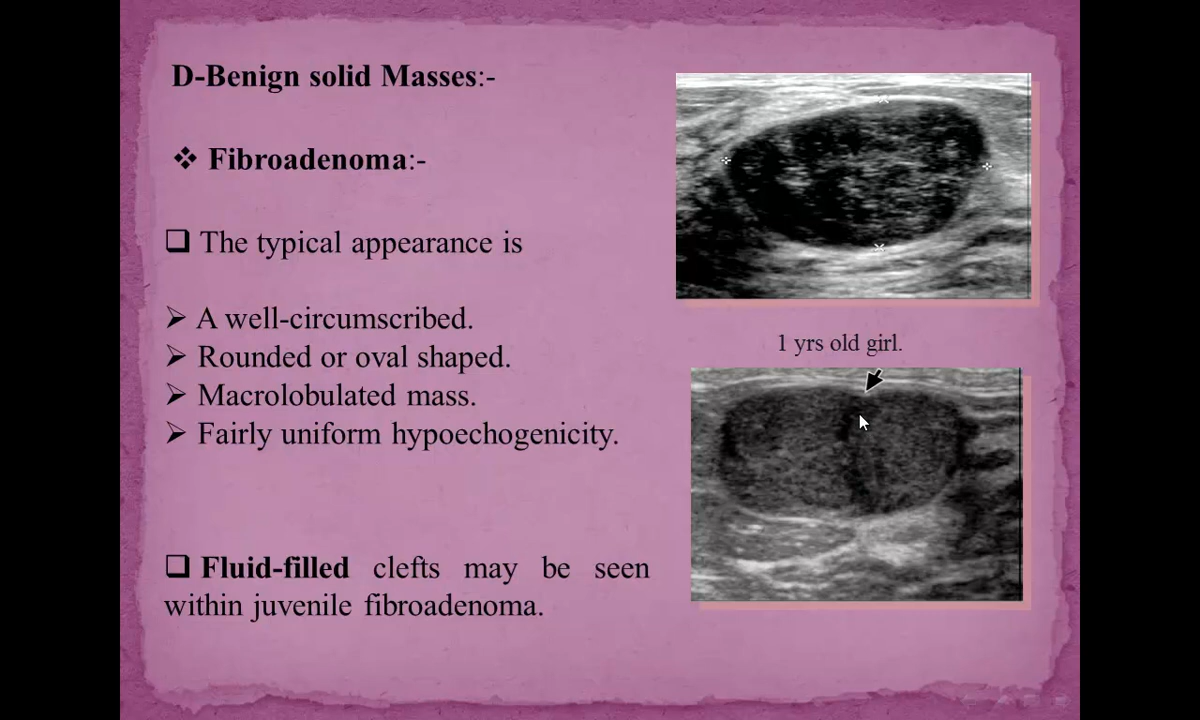 D-Benign solid Masses:-
❖ Fibroadenoma:-
❑ The typical appearance is
➢ A well-circumscribed.
➢ Rounded or oval shaped.
➢ Macrolobulated mass.
➢ Fairly uniform hypoechogenicity.
❑ Fluid-filled clefts may be seen
within juvenile fibroadenoma.
1 yrs old girl.